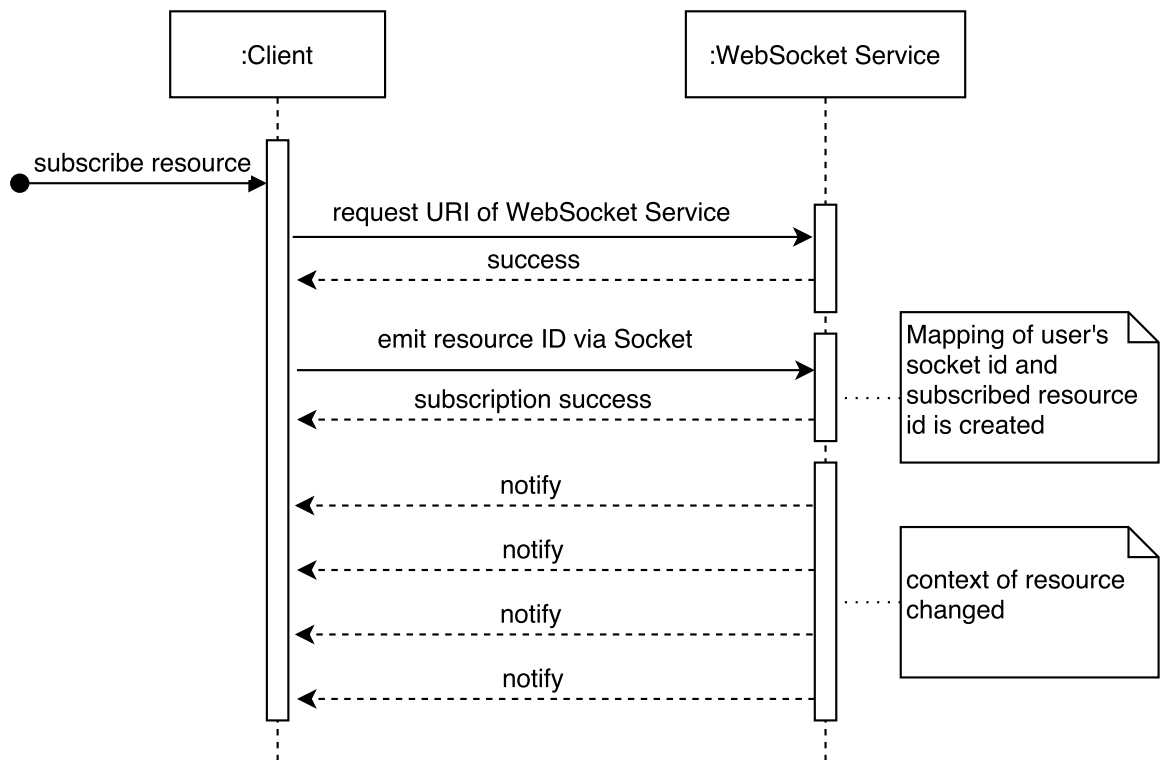 :Client
:WebSocket Service
subscribe resource
request URI of WebSocket Service
success
emit resource ID via Socket
Mapping of user's
socket id and
subscribed resource
id is created
subscription success
notify
notify
context of resource
changed
notify
notify